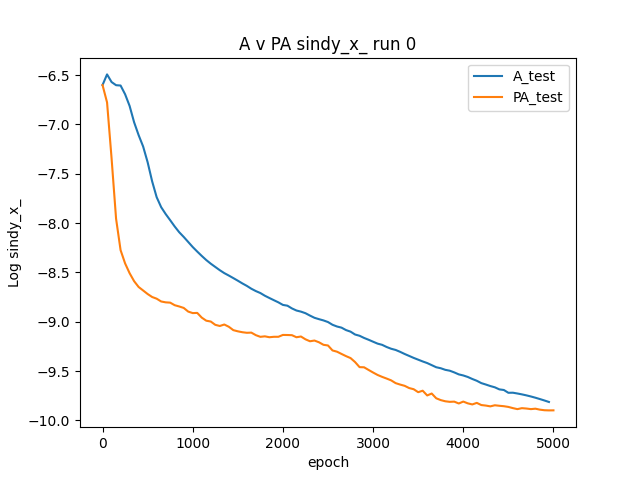 A v PA sindy_x_ run 0
A_test
PA_test
−6.5
−7.0
−7.5
−8.0
−8.5
−9.0
−9.5
−10.0
Log sindy_x_
0 1000 2000 3000 4000 5000
epoch